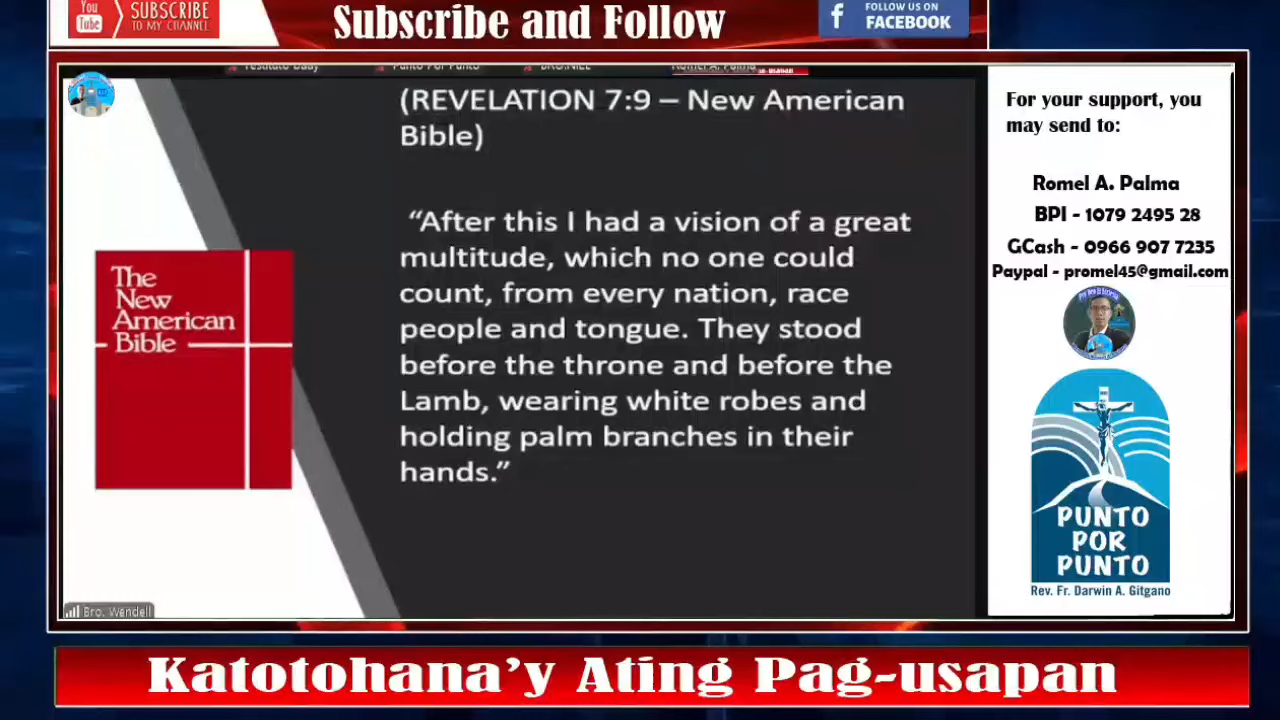 You
Tube
SUBSCRIBE
TO MY CHANNEL
Subscribe and Follow
FOLLOW US ON
FACEBOOK
(REVELATION 7:9 – New American
Bible)
“After this I had a vision of a great
multitude, which no one could
count, from every nation, race
people and tongue. They stood
before the throne and before the
Lamb, wearing white robes and
holding palm branches in their
hands.”
The
New
American
Bible
Bro. Wendell
For your support, you
may send to:
Romel A. Palma
BPI - 1079 2495 28
GCash - 0966 907 7235
Paypal - promel45@gmail.com
PUNTO
POR
PUNTO
Rev. Fr. Darwin A. Gitgano
Katotohana’y Ating Pag-usapan